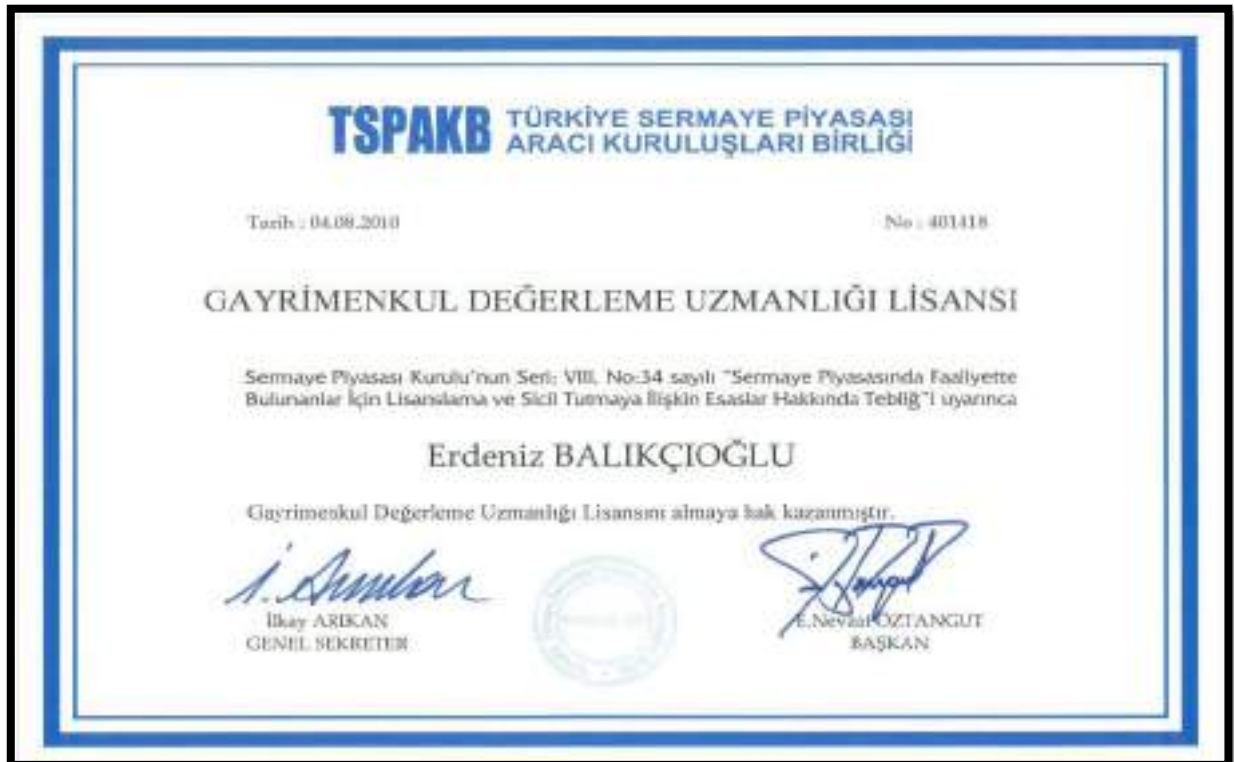 TSPAKB TÜRKİYE SERMAYE PİYASASI
ARACI KURULUŞLARI BİRLİĞİ
Tarih : 04.08.2010
No : 401418
GAYRİMENKUL DEĞERLEME UZMANLIĞI LİSANSI
Sermaye Piyasası Kurulu'nun Seri: VIII, No:34 sayılı "Sermaye Piyasasında Faaliyette
Bulunanlar İçin Lisanslama ve Sicil Tutmaya İlişkin Esaslar Hakkında Tebliğ"i uyarınca
Erdeniz BALIKÇIOĞLU
Gayrimenkul Değerleme Uzmanlığı Lisansını almaya hak kazanmıştır.
İlkay ARIKAN
GENEL SEKRETER
E.Nevzat ÖZTANGUT
BAŞKAN